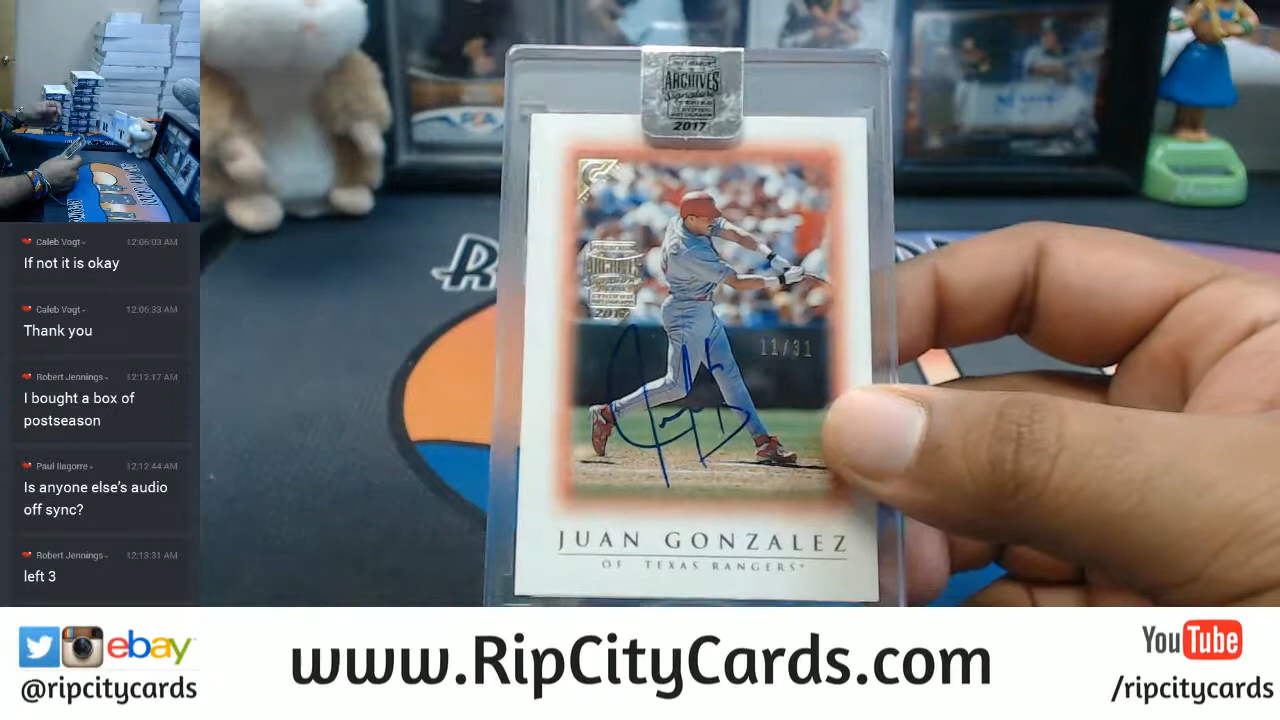 Caleb Vogt 12:06:03 AM
If not it is okay
Caleb Vogt 12:06:33 AM
Thank you
Robert Jennings 12:12:17 AM
I bought a box of
postseason
Paul Ilagorre 12:12:44 AM
Is anyone else's audio
off sync?
Robert Jennings 12:13:31 AM
left 3
ARCHIVES
Signature
2017
ARCHIVES
2017
11/31
JUAN GONZALEZ
OF TEXAS RANGERS
ebay
@ripcitycards
www.RipCityCards.com
YouTube
/ripcitycards